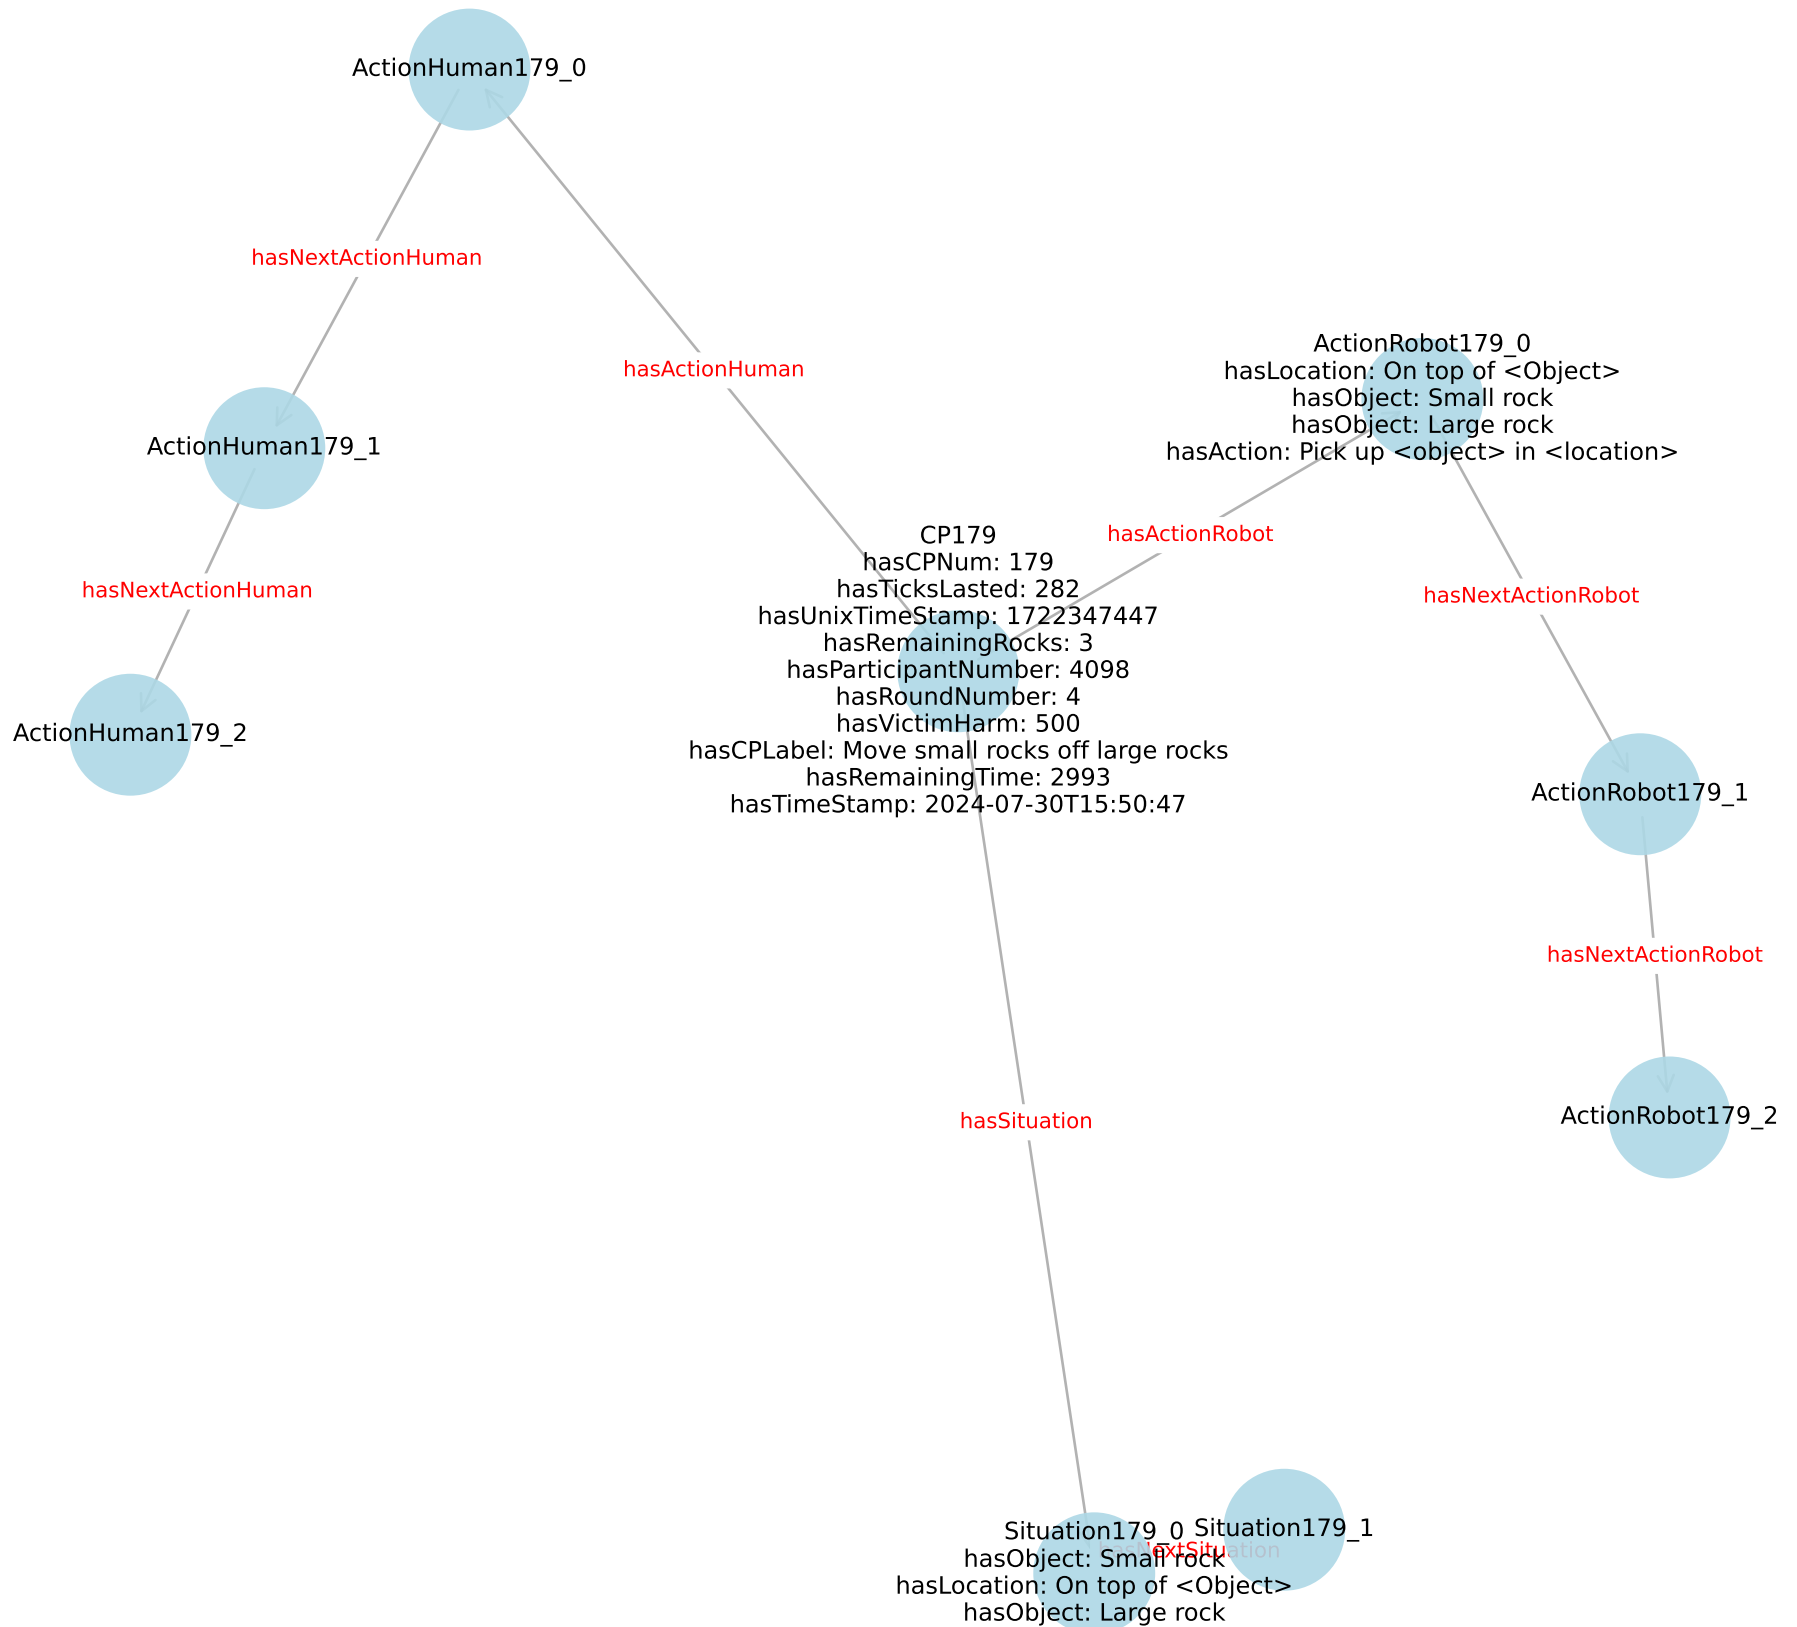 ActionHuman179_0
hasNextActionHuman
hasActionHuman
ActionRobot179_0
hasLocation: On top of <Object>
hasObject: Small rock
hasObject: Large rock
hasAction: Pick up <object> in <location>
ActionHuman179_1
hasActionRobot
CP179
hasCPNum: 179
hasTicksLasted: 282
hasUnixTimeStamp: 1722347447
hasRemainingRocks: 3
hasParticipantNumber: 4098
hasRoundNumber: 4
hasVictimHarm: 500
hasCPLabel: Move small rocks off large rocks
hasRemainingTime: 2993
hasTimeStamp: 2024-07-30T15:50:47
hasNextActionHuman
hasNextActionRobot
ActionHuman179_2
ActionRobot179_1
hasNextActionRobot
ActionRobot179_2
hasSituation
Situation179_0
hasObject: Small rock
hasLocation: On top of <Object>
hasObject: Large rock
hasNextSituation
Situation179_1